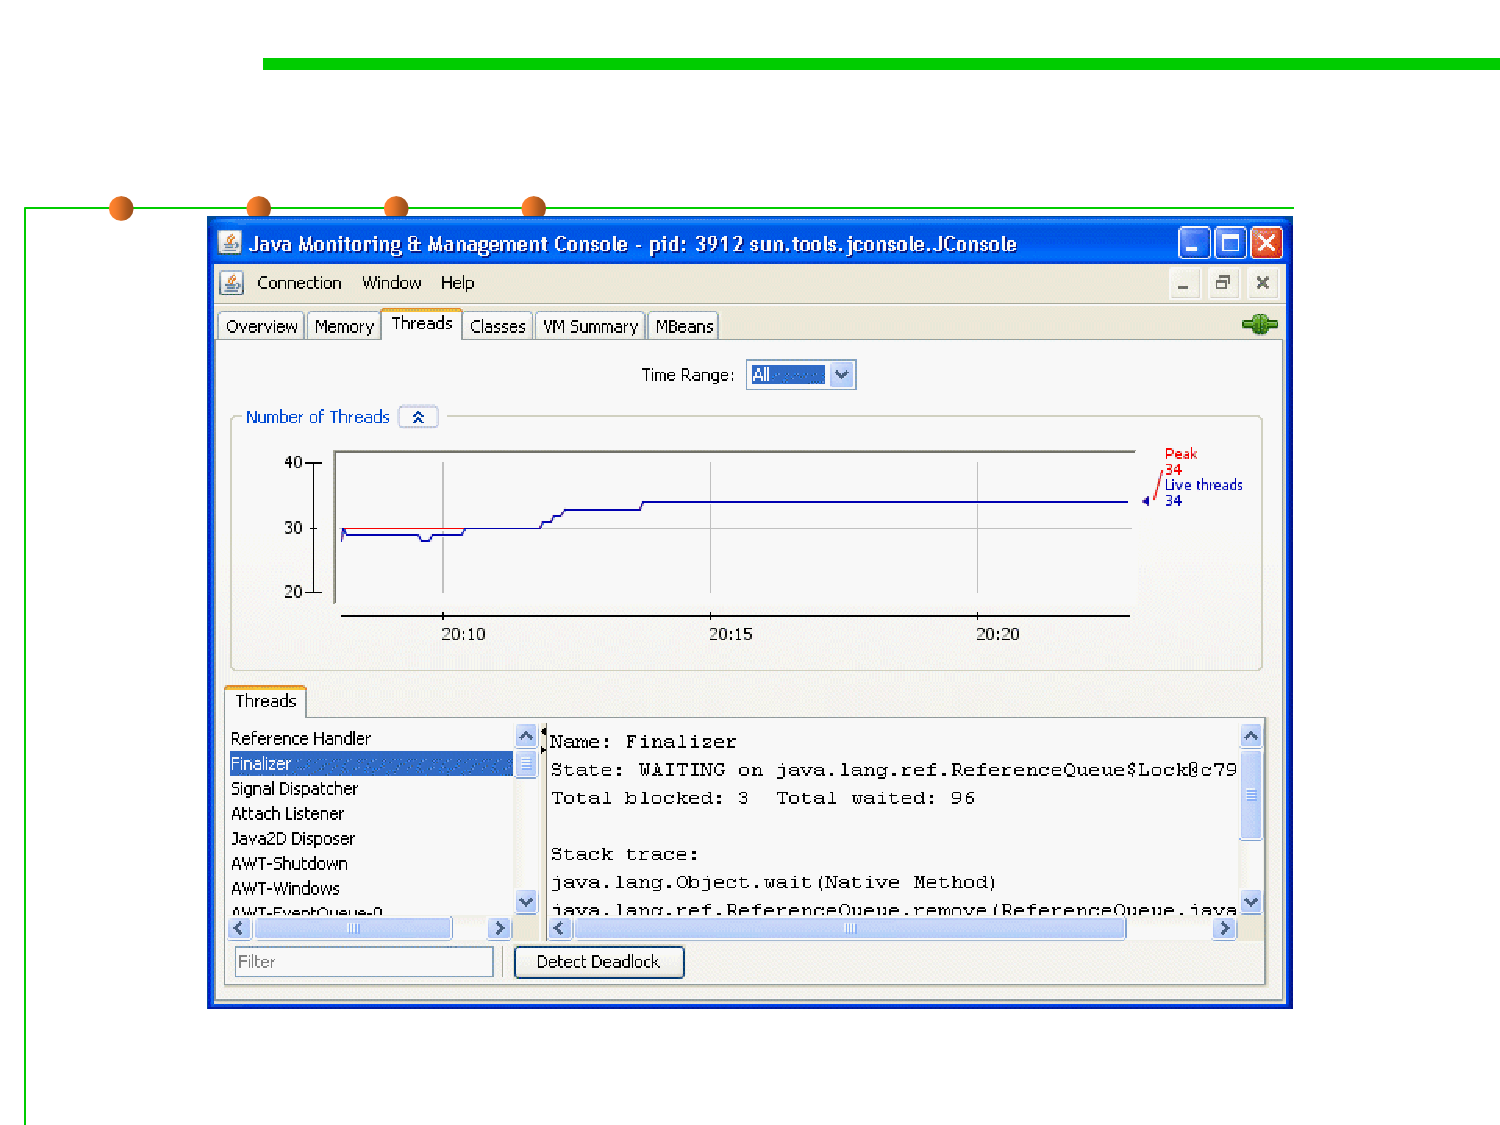 Java Monitoring & Management Console - pid: 3912 sun.tools.jconsole.JConsole
Connection Window Help
Overview Memory Threads Classes VM Summary MBeans
Time Range: All
Number of Threads
40
30
20
Peak
34
Live threads
34
20:10 20:15 20:20
Threads
Reference Handler
Finalizer
Signal Dispatcher
Attach Listener
Java2D Disposer
AWT-Shutdown
AWT-Windows
AWT-EventQueue-0
Name: Finalizer
State: WAITING on java.lang.ref.ReferenceQueue$Lock@c79
Total blocked: 3 Total waited: 96
Stack trace:
java.lang.Object.wait(Native Method)
java.lang.ref.ReferenceQueue.remove(ReferenceQueue.java
Filter
Detect Deadlock